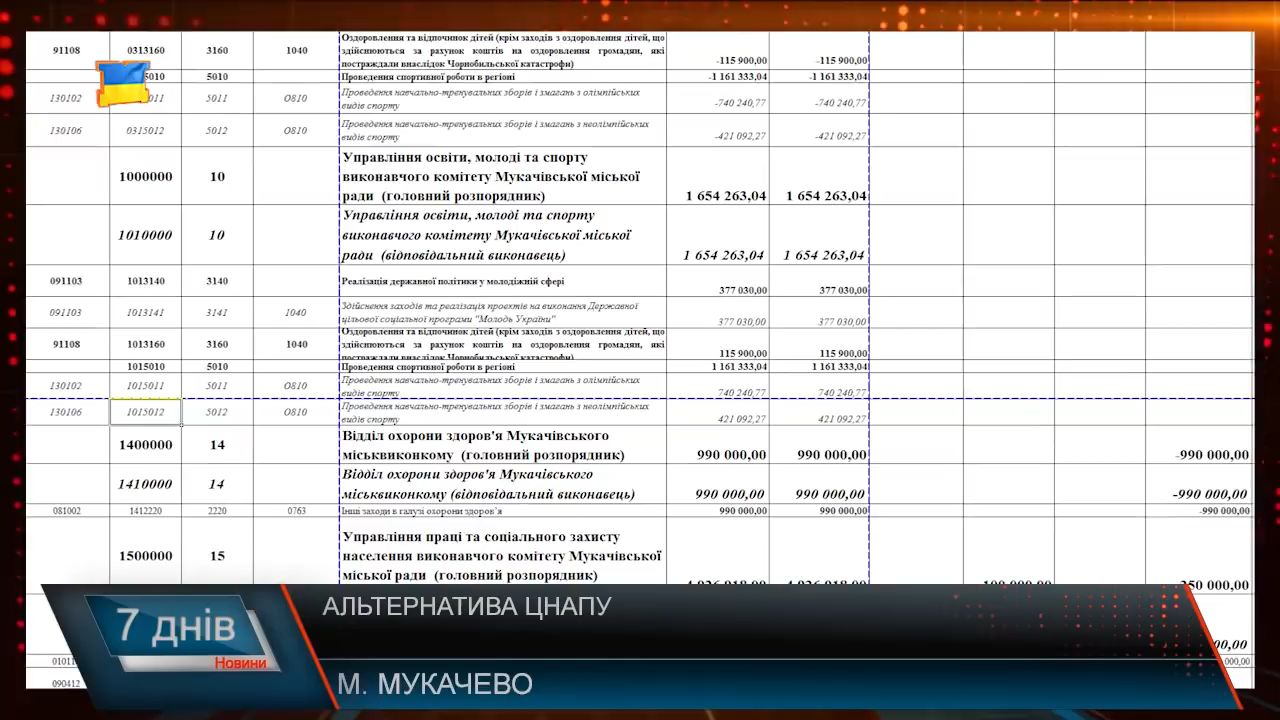 Оздоровлення та відпочинок дітей (крім заходів з оздоровлення дітей, що
91108 0313160 3160 1040 здійснюються за рахунок коштів на оздоровлення громадян, які
постраждали внаслідок Чорнобильської катастрофи) -115 900,00 -115 900,00
5010 5010 Проведення спортивної роботи в регіоні -1 161 333,04 -1 161 333,04
Проведення навчально-тренувальних зборів і змагань з олімпійських
130102 011 5011 О810 видів спорту -740 240,77 -740 240,77
Проведення навчально-тренувальних зборів і змагань з неолімпійських
130106 0315012 5012 О810 видів спорту -421 092,27 -421 092,27
Управління освіти, молоді та спорту
1000000 10 виконавчого комітету Мукачівської міської
ради (головний розпорядник) 1 654 263,04 1 654 263,04
Управління освіти, молоді та спорту
1010000 10 виконавчого комітету Мукачівської міської
ради (відповідальний виконавець) 1 654 263,04 1 654 263,04
091103 1013140 3140 Реалізація державної політики у молодіжній сфері 377 030,00 377 030,00
Здійснення заходів та реалізація проектів на виконання Державної
091103 1013141 3141 1040 цільової соціальної програми "Молодь України" 377 030,00 377 030,00
Оздоровлення та відпочинок дітей (крім заходів з оздоровлення дітей, що
91108 1013160 3160 1040 здійснюються за рахунок коштів на оздоровлення громадян, які
постраждали внаслідок Чорнобильської катастрофи) 115 900,00 115 900,00
1015010 5010 Проведення спортивної роботи в регіоні 1 161 333,04 1 161 333,04
Проведення навчально-тренувальних зборів і змагань з олімпійських
130102 1015011 5011 О810 видів спорту 740 240,77 740 240,77
Проведення навчально-тренувальних зборів і змагань з неолімпійських
130106 1015012 5012 О810 видів спорту 421 092,27 421 092,27
Відділ охорони здоров'я Мукачівського
1400000 14 міськвиконкому (головний розпорядник) 990 000,00 990 000,00 -990 000,00
Відділ охорони здоров'я Мукачівського
1410000 14 міськвиконкому (відповідальний виконавець) 990 000,00 990 000,00 -990 000,00
081002 1412220 2220 0763 Інші заходи в галузі охорони здоров'я 990 000,00 990 000,00 -990 000,00
Управління праці та соціального захисту
1500000 15 населення виконавчого комітету Мукачівської
міської ради (головний розпорядник)
АЛЬТЕРНАТИВА ЦНАПУ
7 днів
Новини
М. МУКАЧЕВО
090412